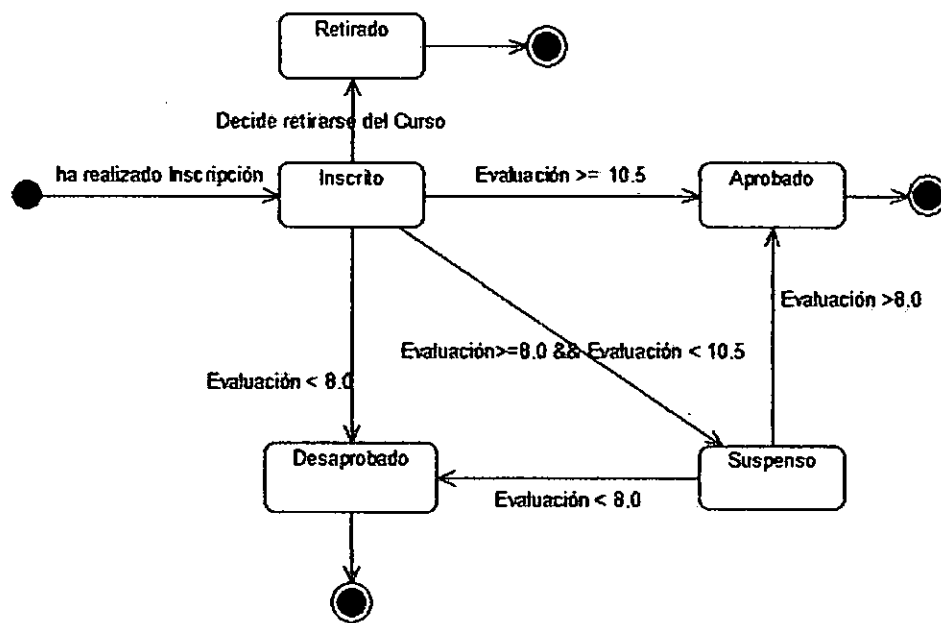 Retirado
Decide retirarse del Curso
ha realizado Inscripción
Inscrito
Evaluación >= 10.5
Aprobado
Evaluación >8.0
Evaluación>=8.0 && Evaluación < 10.5
Evaluación < 8.0
Desaprobado
Suspenso
Evaluación < 8.0